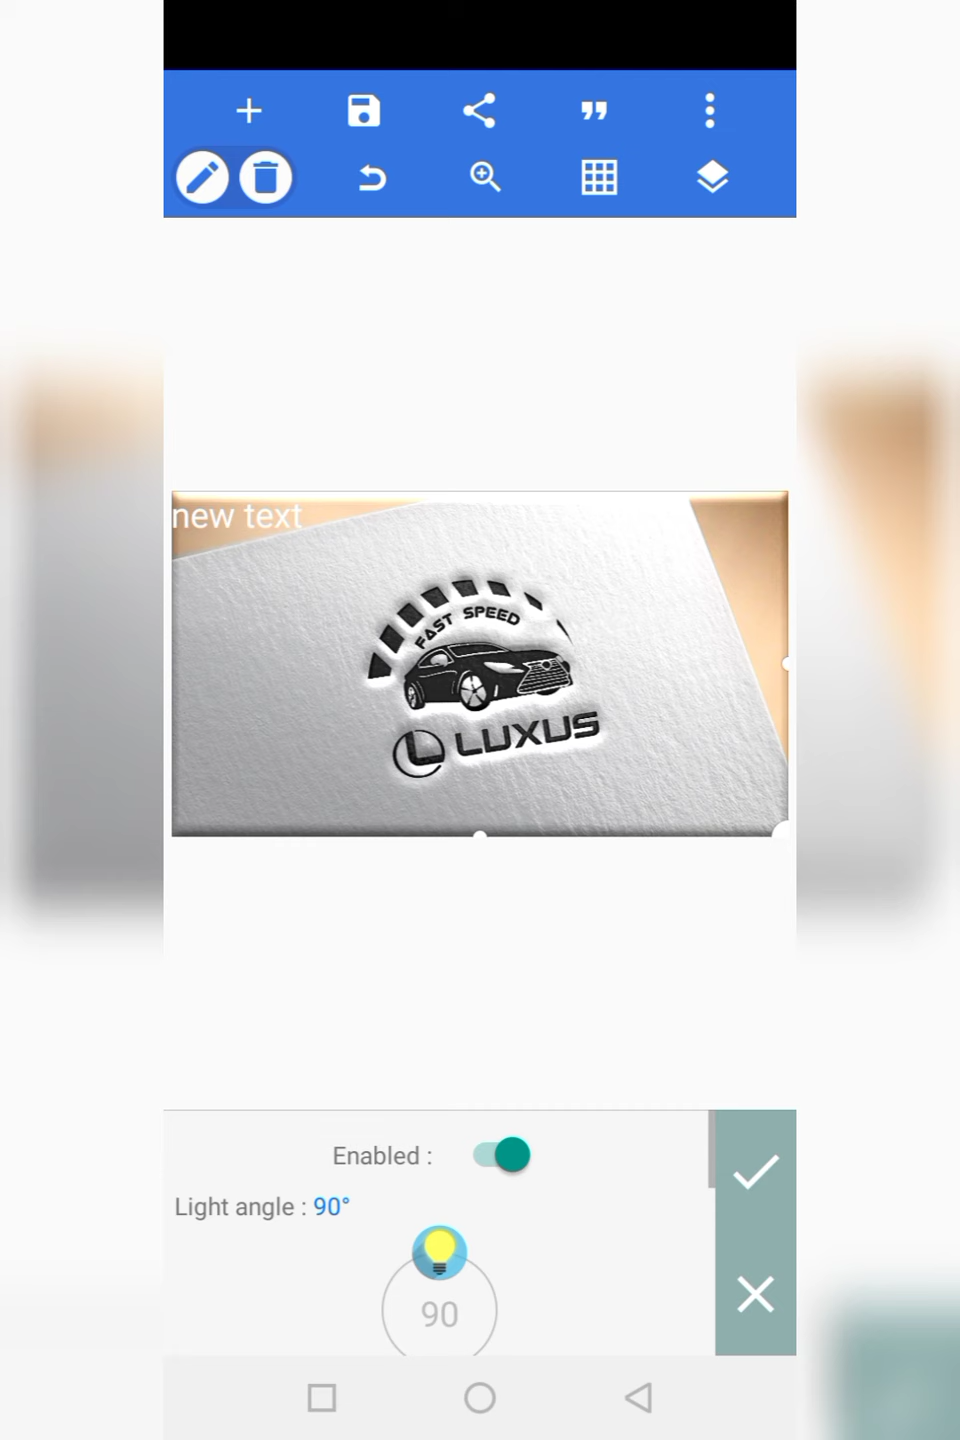 new text
FAST SPEED
L LUXUS
Enabled :
Light angle : 90°
90